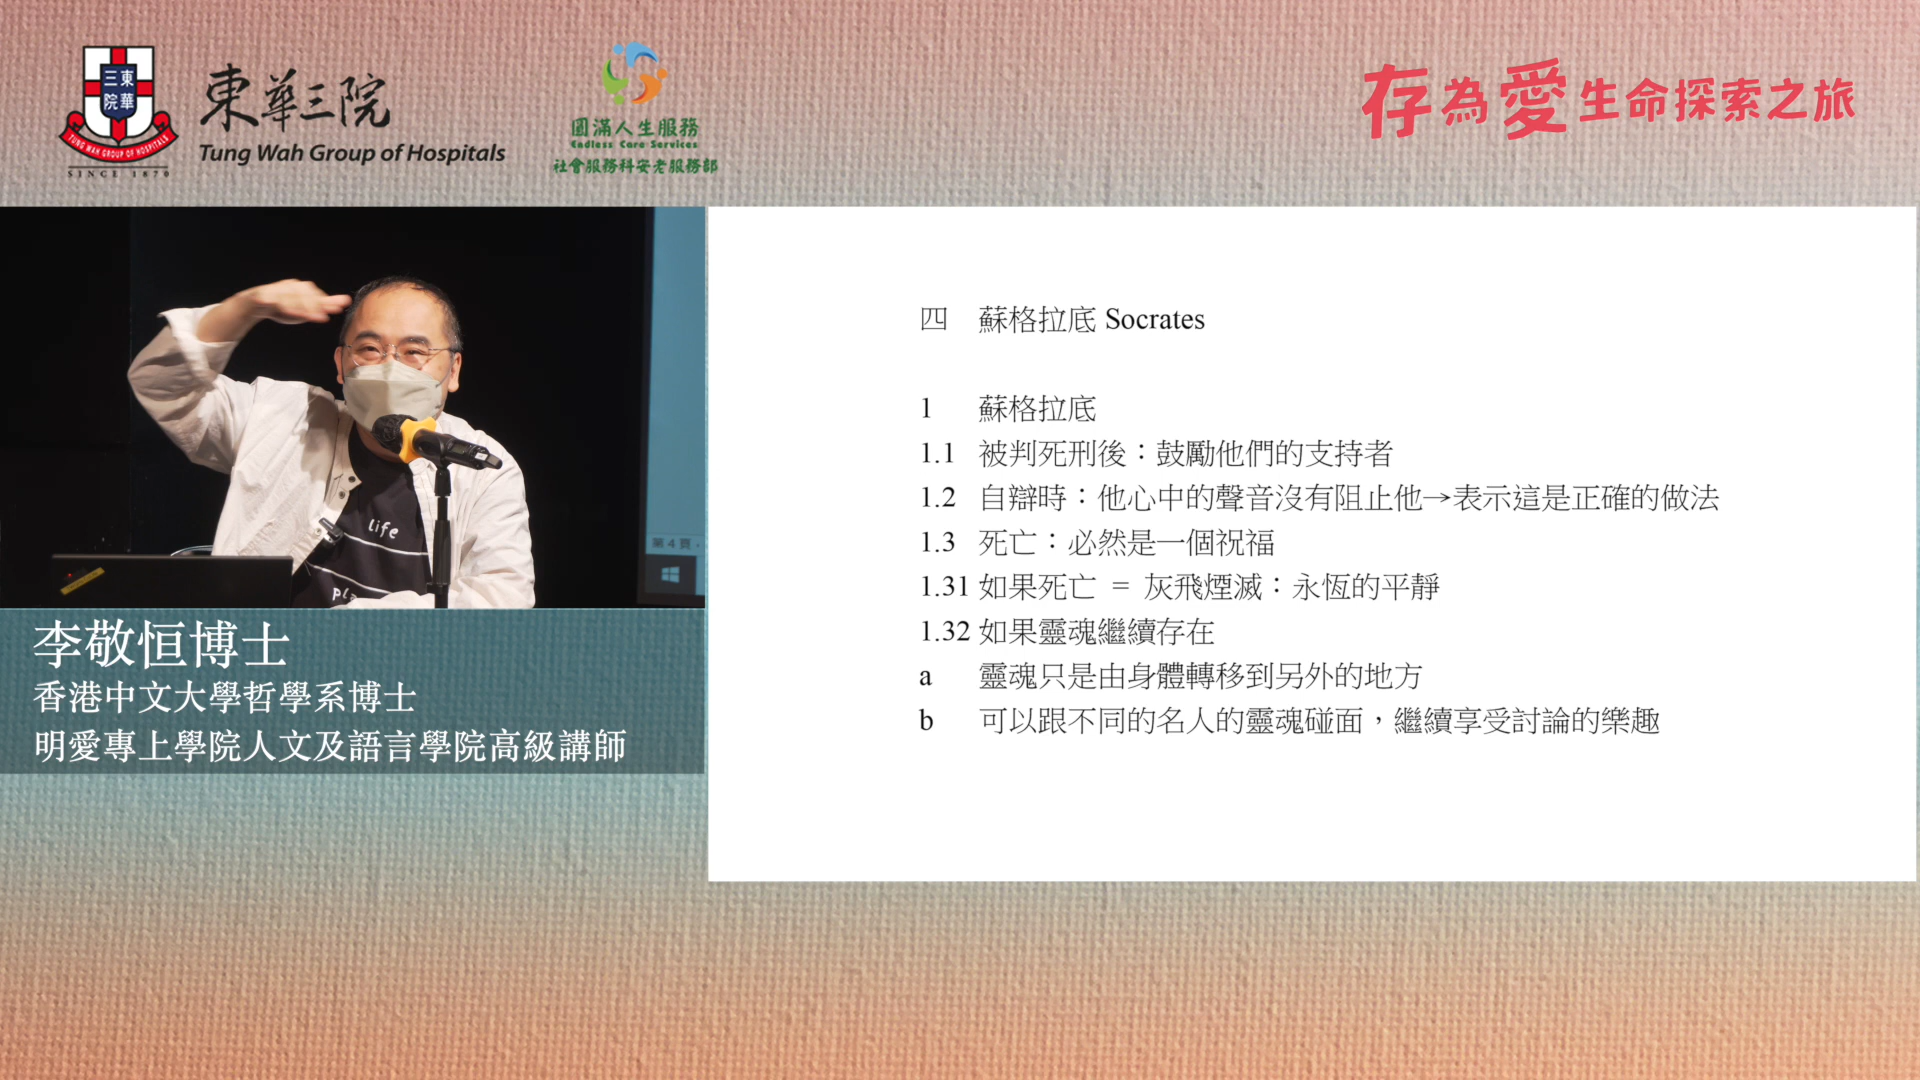 三東
院華
TUNG WAH GROUP OF HOSPITALS
SINCE 1870
東華三院
Tung Wah Group of Hospitals
圓滿人生服務
Endless Care Services
社會服務科安老服務部
存為愛生命探索之旅
life
第 4 頁，
李敬恒博士
香港中文大學哲學系博士
明愛專上學院人文及語言學院高級講師
四 蘇格拉底 Socrates
1 蘇格拉底
1.1 被判死刑後：鼓勵他們的支持者
1.2 自辯時：他心中的聲音沒有阻止他→表示這是正確的做法
1.3 死亡：必然是一個祝福
1.31 如果死亡 = 灰飛煙滅：永恆的平靜
1.32 如果靈魂繼續存在
a 靈魂只是由身體轉移到另外的地方
b 可以跟不同的名人的靈魂碰面，繼續享受討論的樂趣